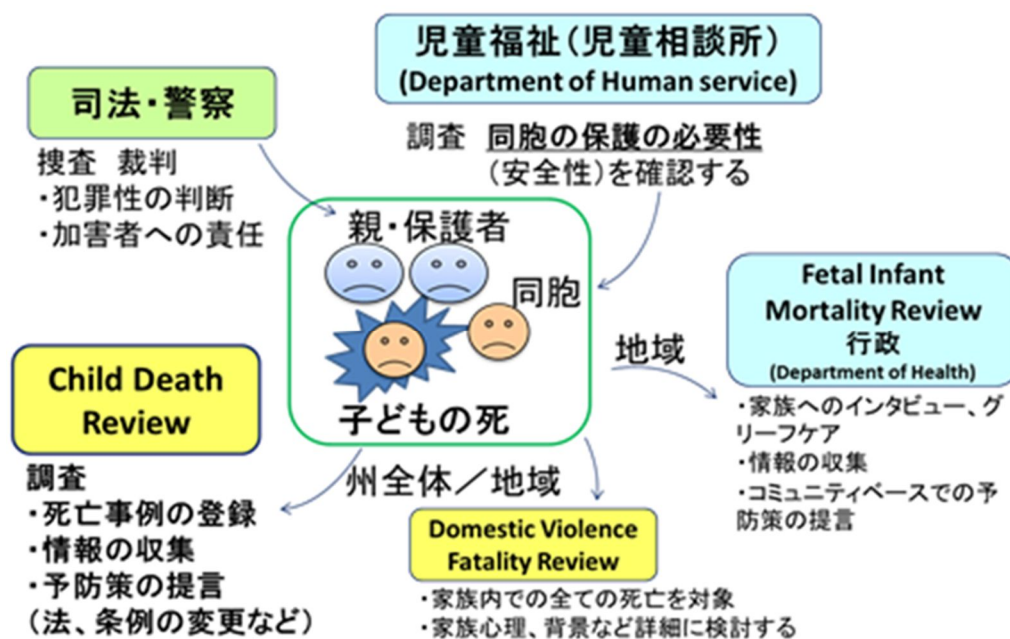 児童福祉(児童相談所)
(Department of Human service)
調査 同胞の保護の必要性
(安全性)を確認する
司法・警察
捜査 裁判
・犯罪性の判断
・加害者への責任
親・保護者
同胞
子どもの死
地域
Fetal Infant
Mortality Review
行政
(Department of Health)
・家族へのインタビュー、グ
リーフケア
・情報の収集
・コミュニティベースでの予
防策の提言
Child Death
Review
調査
・死亡事例の登録
・情報の収集
・予防策の提言
(法、条例の変更など)
州全体/地域
Domestic Violence
Fatality Review
・家族内での全ての死亡を対象
・家族心理、背景など詳細に検討する